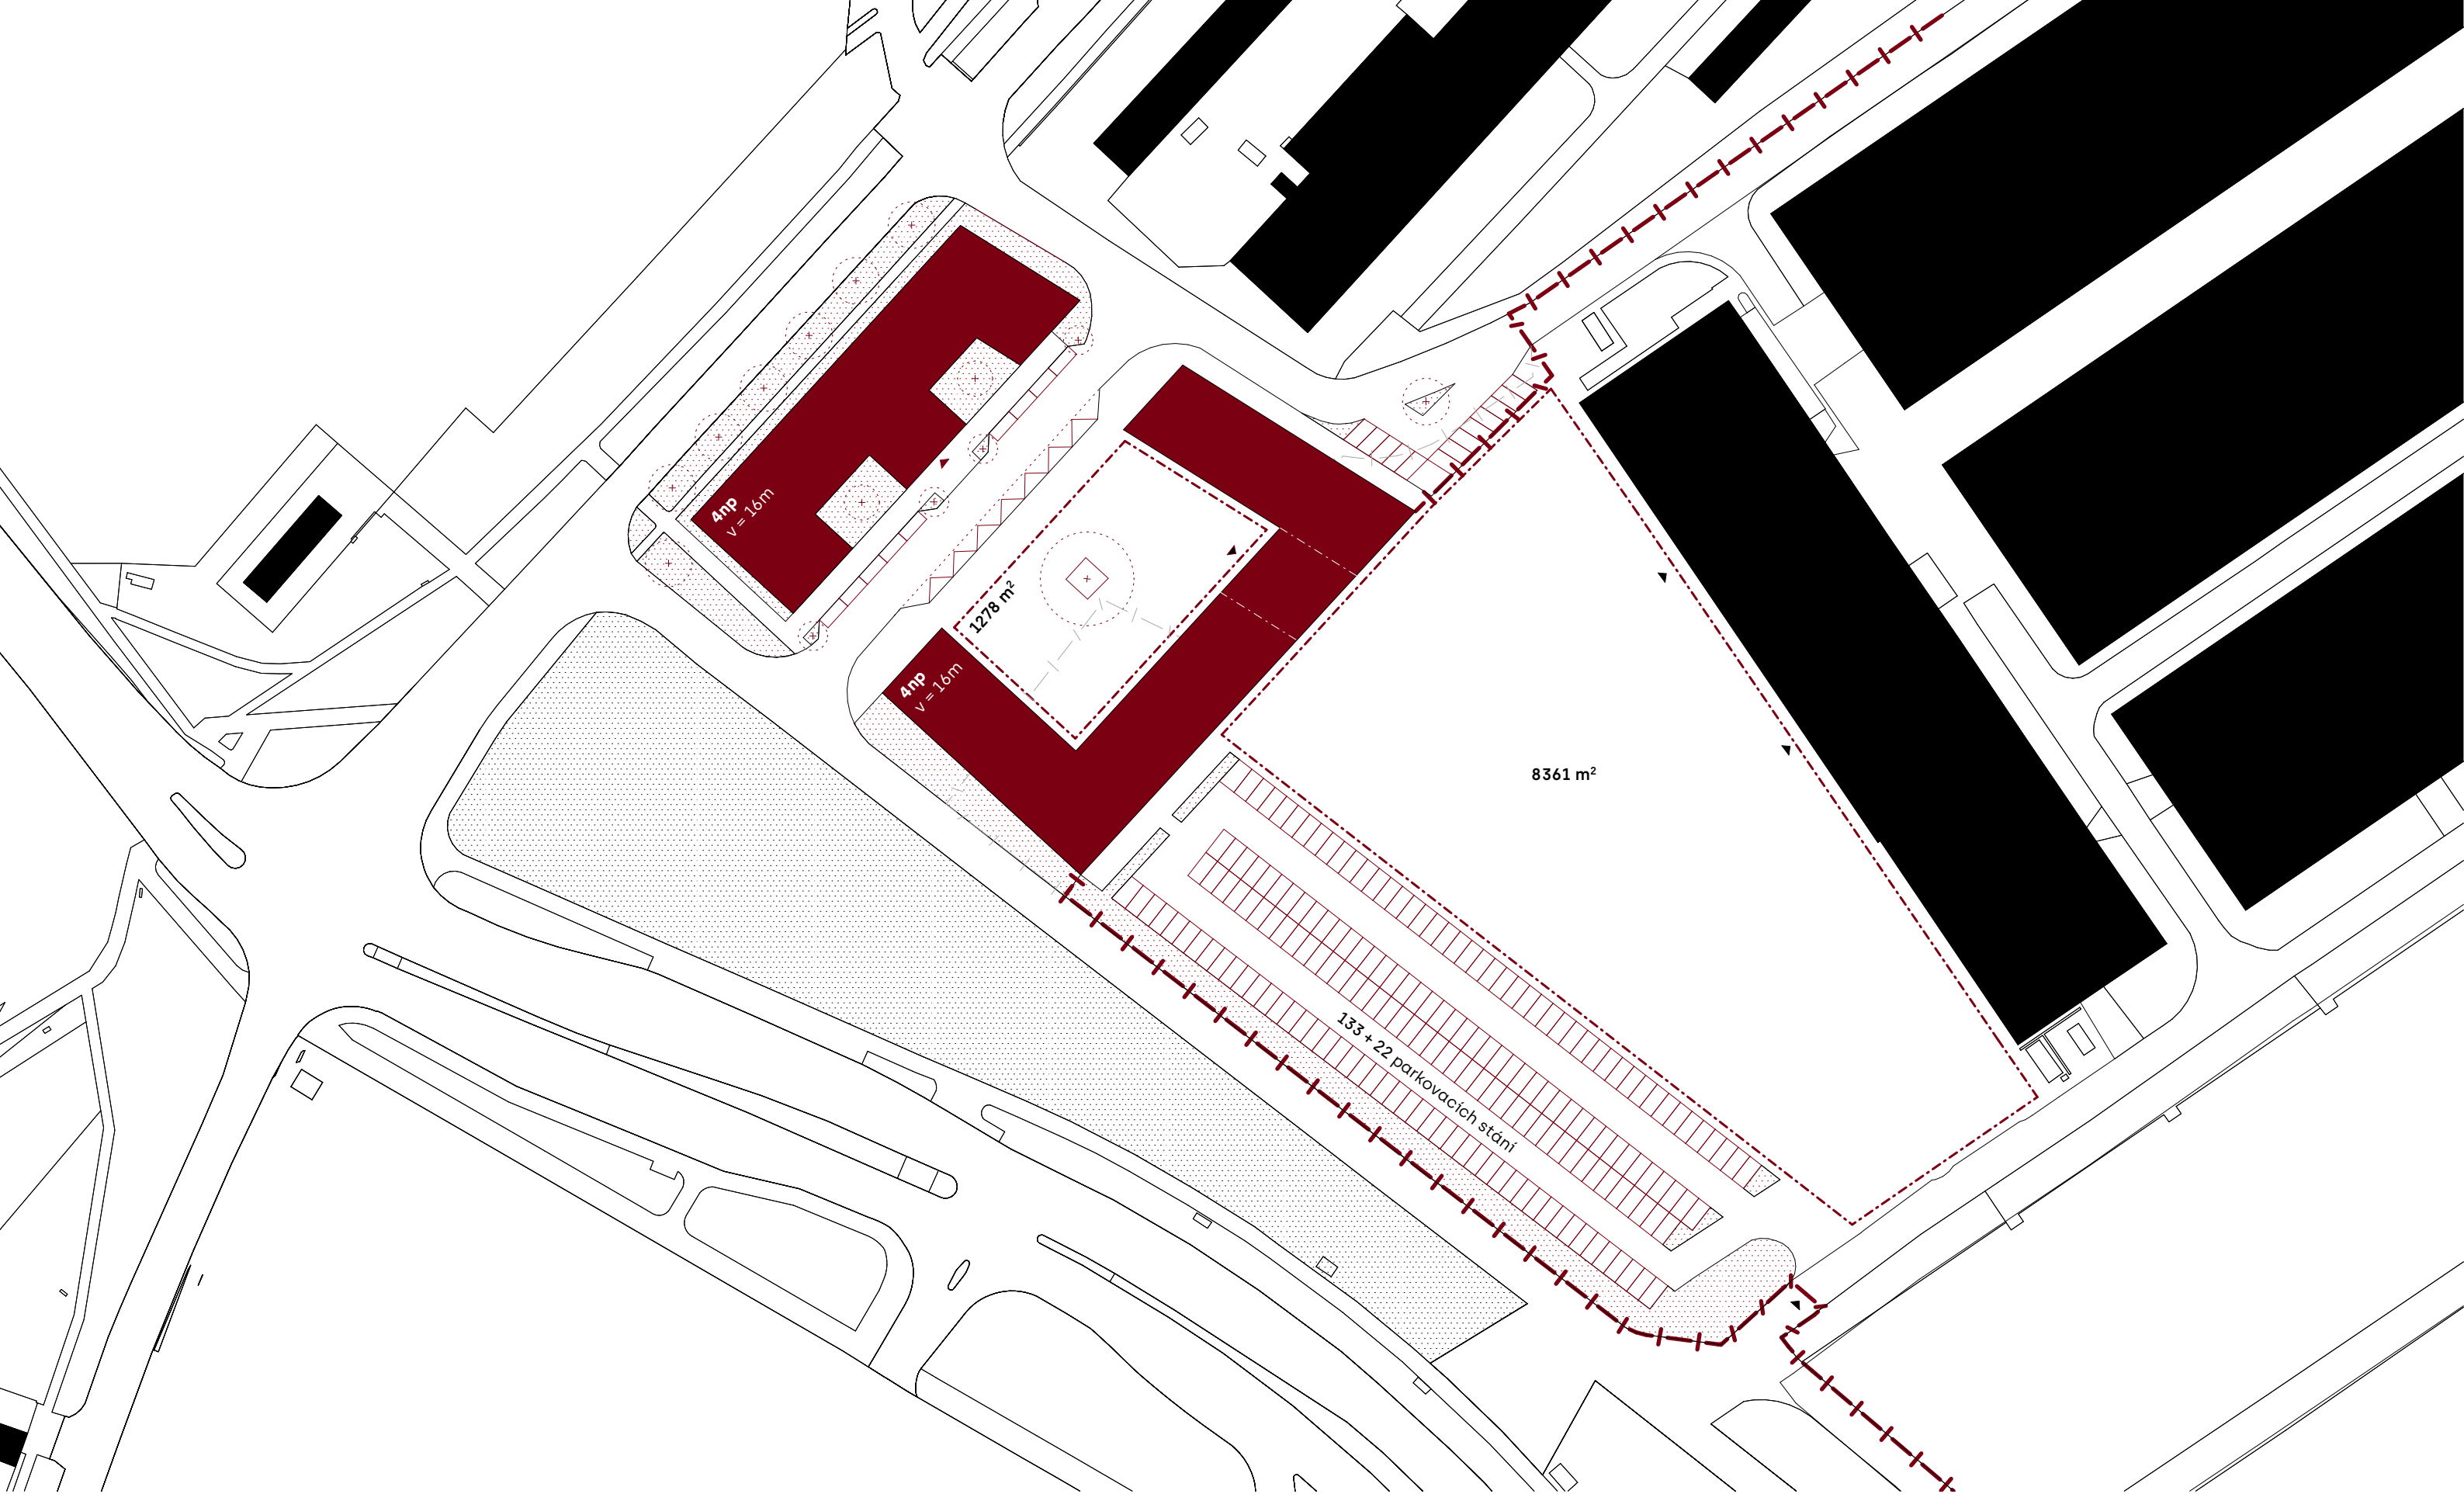 4np
v = 16m
1278 m²
4np
v = 16m
8361 m²
133 + 22 parkovacích stání